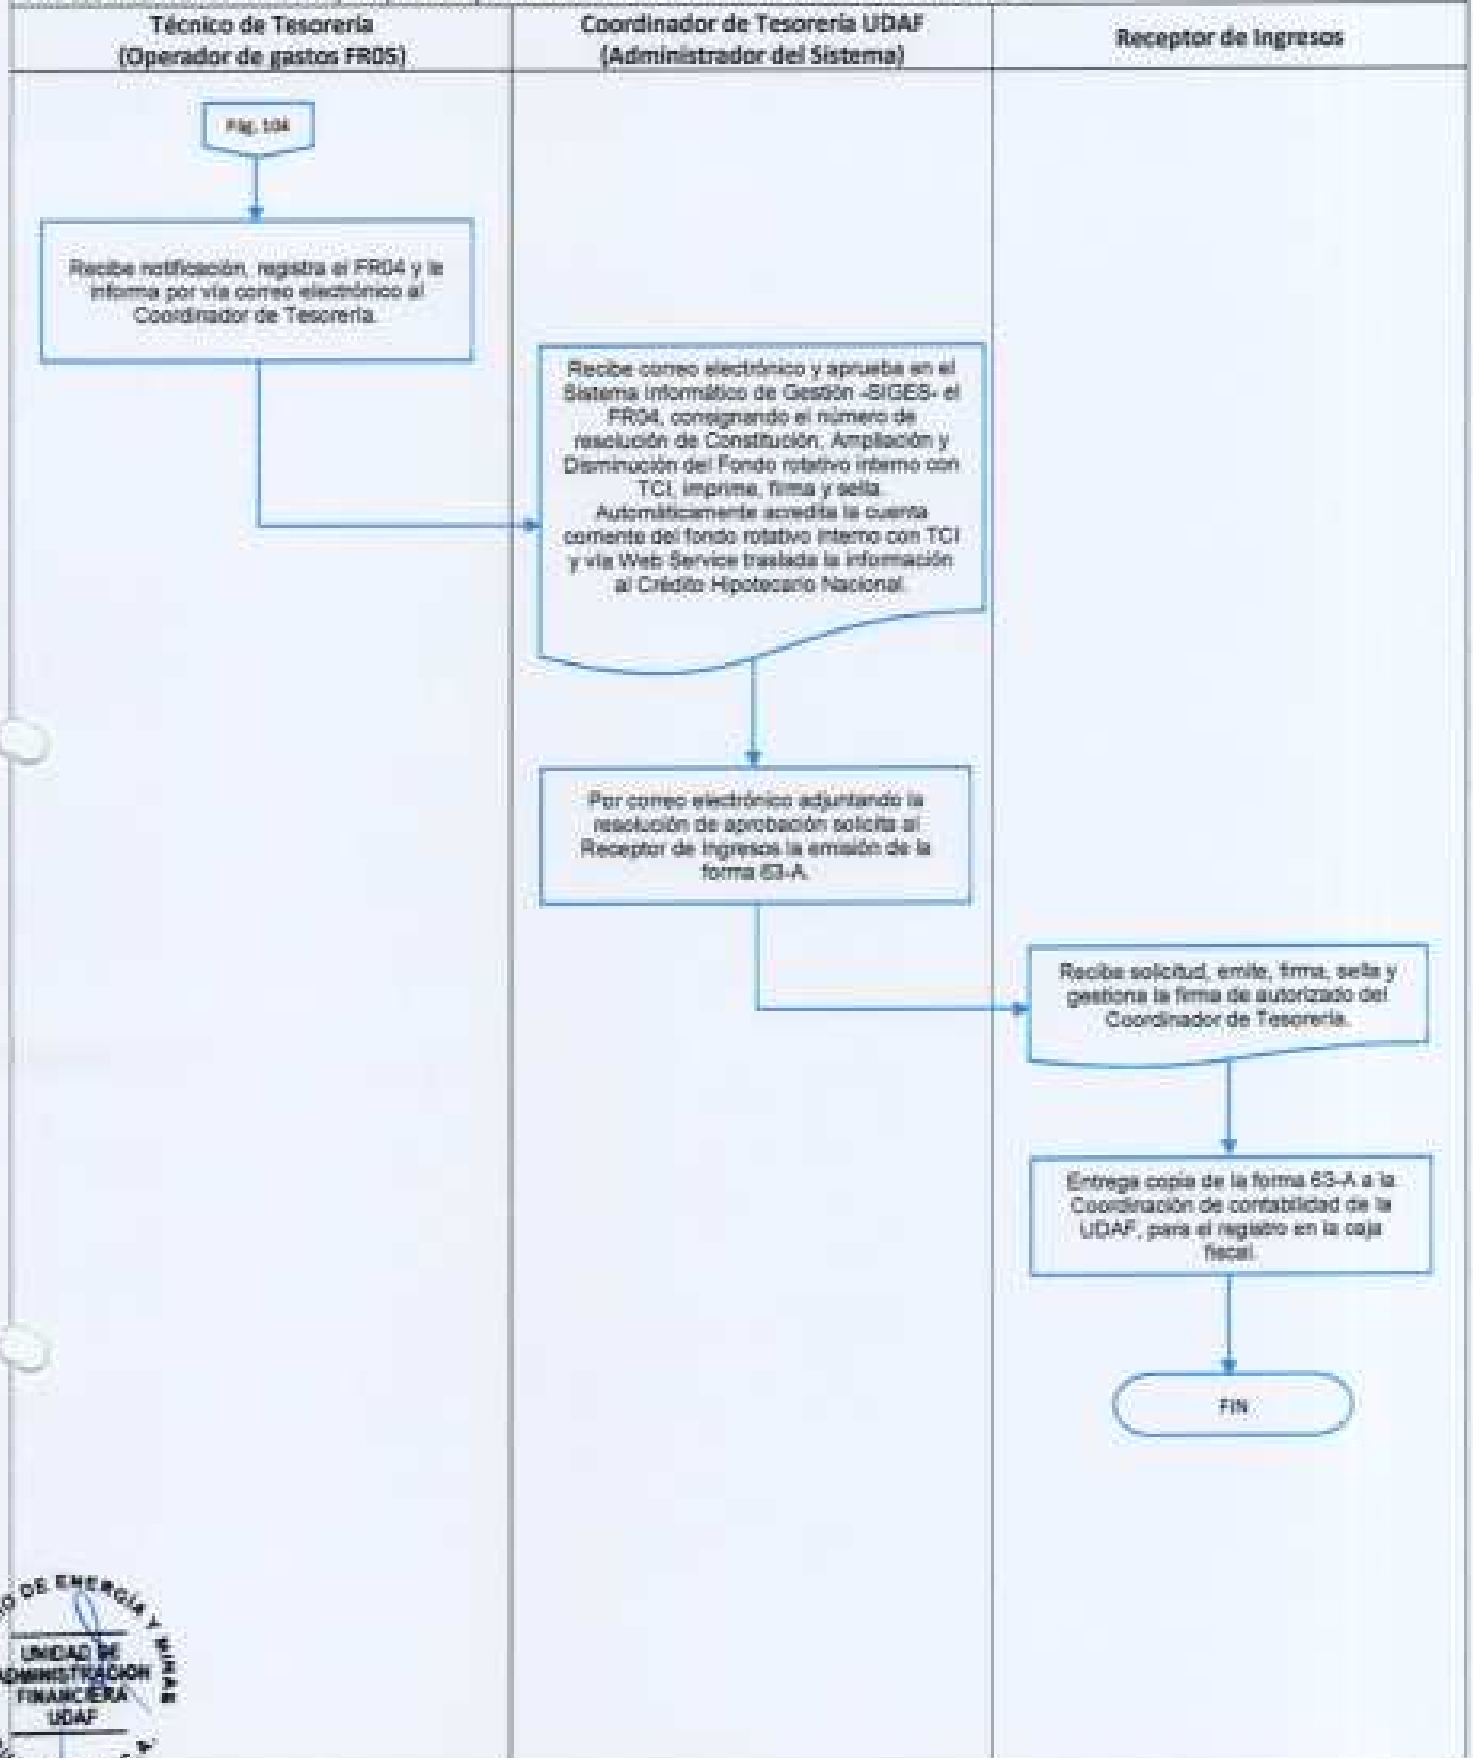 Técnico de Tesorería
(Operador de gastos FR05)
Coordinador de Tesorería UDAF
(Administrador del Sistema)
Receptor de Ingresos
Pág. 104
Recibe notificación, registra el FR04 y le
informa por vía correo electrónico al
Coordinador de Tesorería.
Recibe correo electrónico y aprueba en el
Sistema Informático de Gestión -SIGES- el
FR04, consignando el número de
resolución de Constitución, Ampliación y
Disminución del Fondo rotativo interno con
TCI, imprime, firma y sella.
Automáticamente acredita la cuenta
corriente del fondo rotativo interno con TCI
y vía Web Service traslada la información
al Crédito Hipotecario Nacional.
Por correo electrónico adjuntando la
resolución de aprobación solicita al
Receptor de Ingresos la emisión de la
forma 63-A.
Recibe solicitud, emite, firma, sella y
gestiona la firma de autorizado del
Coordinador de Tesorería.
Entrega copia de la forma 63-A a la
Coordinación de contabilidad de la
UDAF, para el registro en la caja
fiscal.
FIN
DE ENERGÍA Y MINAS
UNIDAD DE
ADMINISTRACIÓN
FINANCIERA
UDAF